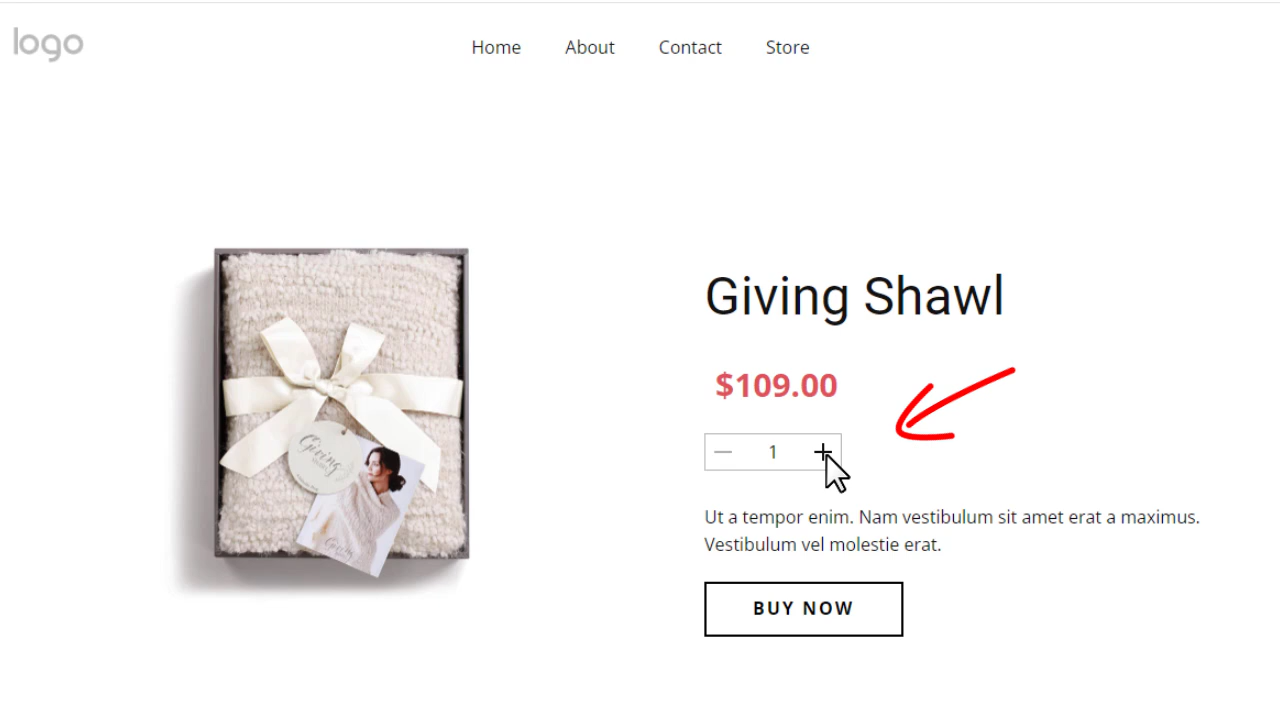 logo
Home About Contact Store
Giving Shawl
$109.00
1
Ut a tempor enim. Nam vestibulum sit amet erat a maximus.
Vestibulum vel molestie erat.
BUY NOW
Giving